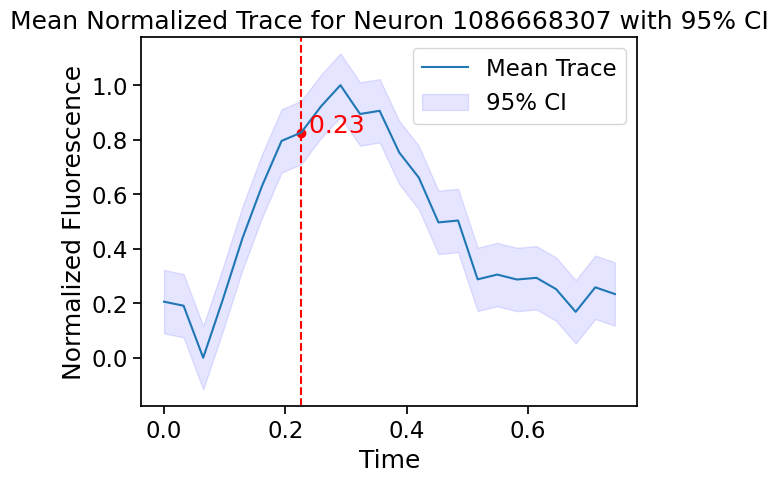 Mean Normalized Trace for Neuron 1086668307 with 95% CI
Normalized Fluorescence
1.0
0.8
0.6
0.4
0.2
0.0
Mean Trace
95% CI
0.23
0.0 0.2 0.4 0.6
Time